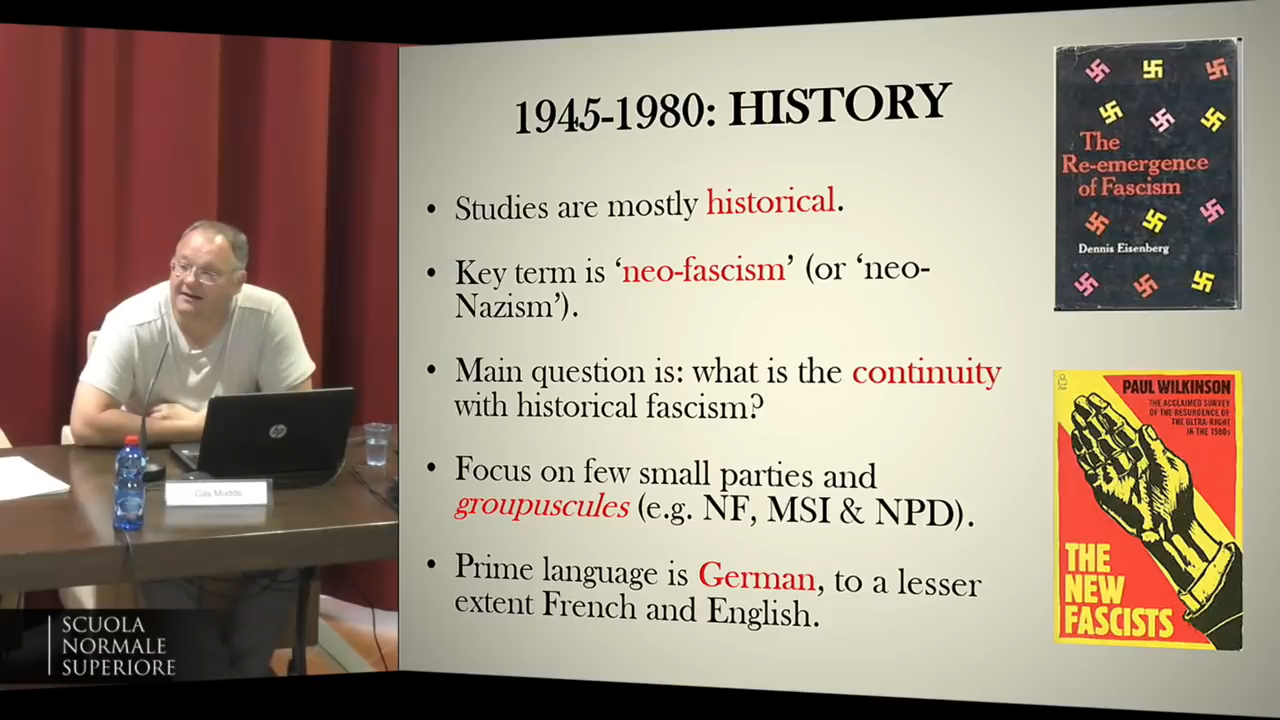 1945-1980: HISTORY
• Studies are mostly historical.
• Key term is ‘neo-fascism’ (or ‘neo-
Nazism’).
• Main question is: what is the continuity
with historical fascism?
• Focus on few small parties and
groupuscules (e.g. NF, MSI & NPD).
• Prime language is German, to a lesser
extent French and English.
The
Re-emergence
of Fascism
Dennis Eisenberg
PAUL WILKINSON
THE ACCLAIMED SURVEY
OF THE RESURGENCE OF
THE ULTRA-RIGHT
IN THE 1980s
THE
NEW
FASCISTS
hp
Cas Mudde
SCUOLA
NORMALE
SUPERIORE